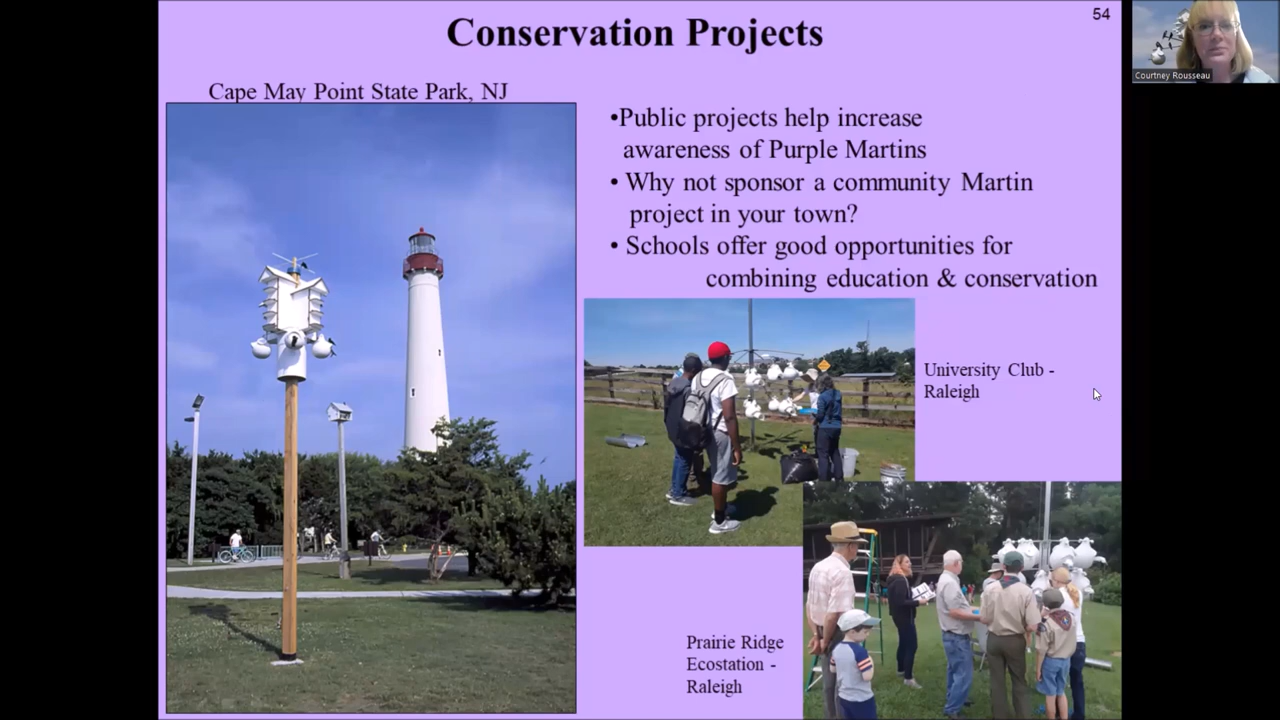 54
Conservation Projects
Courtney Rousseau
Cape May Point State Park, NJ
•Public projects help increase
awareness of Purple Martins
• Why not sponsor a community Martin
project in your town?
• Schools offer good opportunities for
combining education & conservation
University Club -
Raleigh
Prairie Ridge
Ecostation -
Raleigh